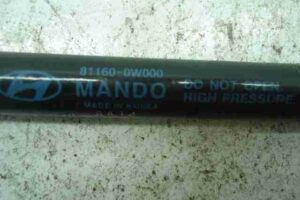 81160-0W000
MANDO
MADE IN KOREA
DO NOT OPEN
HIGH PRESSURE